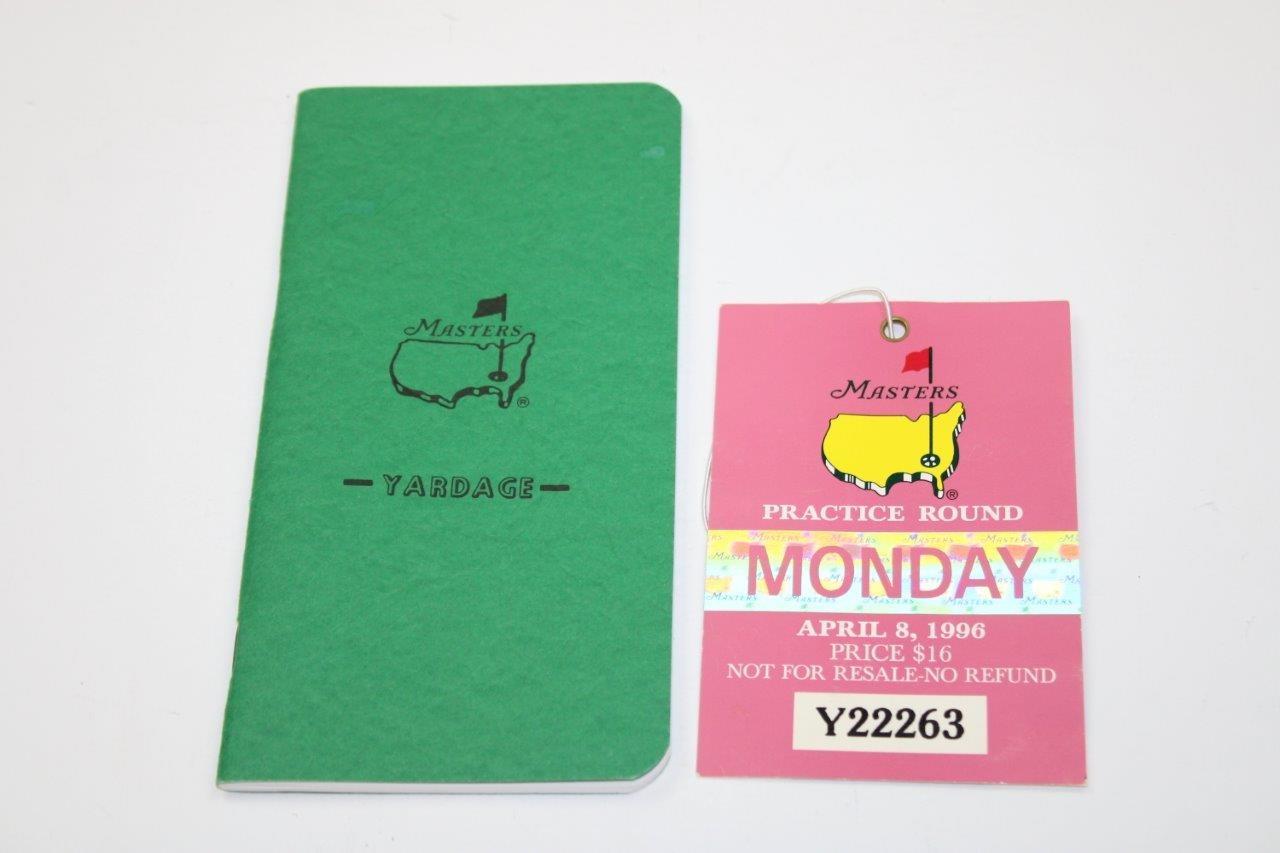 MASTERS
®
— YARDAGE —
MASTERS
®
PRACTICE ROUND
MONDAY
APRIL 8, 1996
PRICE $16
NOT FOR RESALE-NO REFUND
Y22263